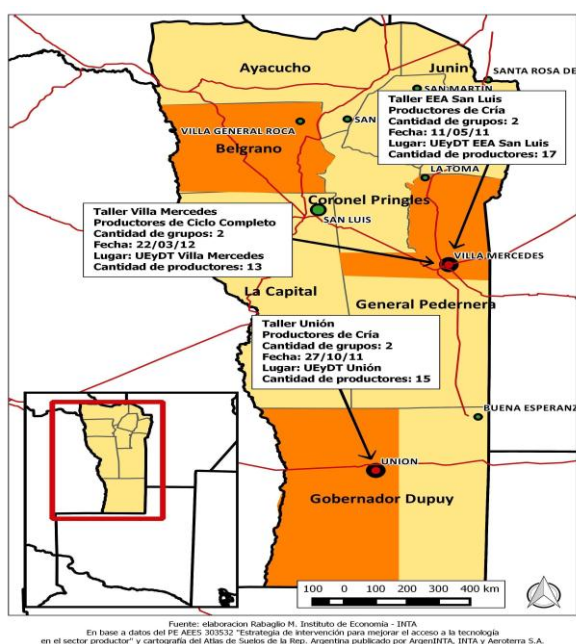 Ayacucho
Junin
SANTA ROSA DE
SAN MARTÍN
Taller EEA San Luis
Productores de Cría
Cantidad de grupos: 2
Fecha: 11/05/11
Lugar: UEyDT EEA San Luis
Cantidad de productores: 17
VILLA GENERAL ROCA
SAN
Belgrano
LA TOMA
Coronel Pringles
SAN LUIS
Taller Villa Mercedes
Productores de Ciclo Completo
Cantidad de grupos: 2
Fecha: 22/03/12
Lugar: UEyDT Villa Mercedes
Cantidad de productores: 13
VILLA MERCEDES
La Capital
General Pedernera
Taller Unión
Productores de Cría
Cantidad de grupos: 2
Fecha: 27/10/11
Lugar: UEyDT Unión
Cantidad de productores: 15
BUENA ESPERANZ
UNION
Gobernador Dupuy
100 0 100 200 300 400 km
Fuente: elaboracion Rabaglio M. Instituto de Economia - INTA
En base a datos del PE AEES 303532 "Estrategia de intervención para mejorar el acceso a la tecnología
en el sector productor" y cartografía del Atlas de Suelos de la Rep. Argentina publicado por ArgenINTA, INTA y Aeroterra S.A.